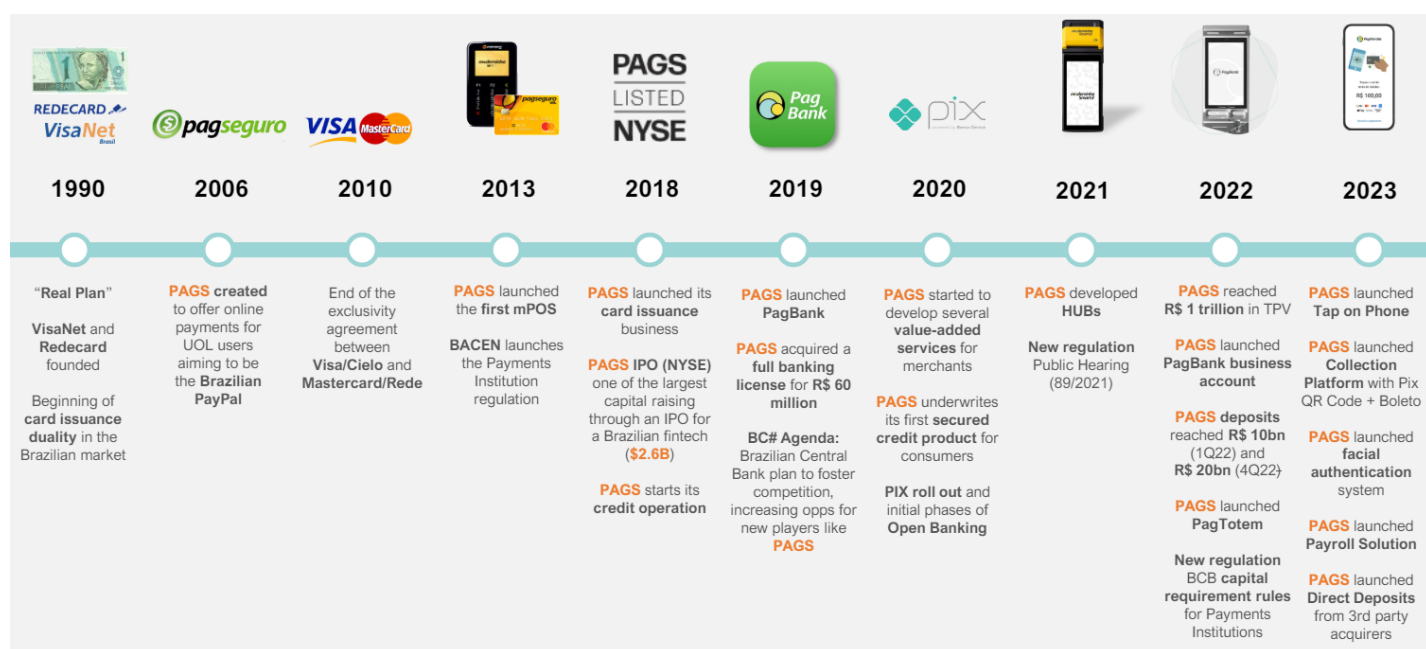 REDECARD
VisaNet
Brasil
pagseguro
VISA MasterCard
pagseguro
PAGS
LISTED
NYSE
Pag
Bank
pix
powered by Banco Central
PagBank
R$ 100,00
1990
2006
2010
2013
2018
2019
2020
2021
2022
2023
“Real Plan”
VisaNet and
Redecard
founded
Beginning of
card issuance
duality in the
Brazilian market
PAGS created
to offer online
payments for
UOL users
aiming to be
the Brazilian
PayPal
End of the
exclusivity
agreement
between
Visa/Cielo and
Mastercard/Rede
PAGS launched
the first mPOS
BACEN launches
the Payments
Institution
regulation
PAGS launched its
card issuance
business
PAGS IPO (NYSE)
one of the largest
capital raising
through an IPO for
a Brazilian fintech
($2.6B)
PAGS starts its
credit operation
PAGS launched
PagBank
PAGS acquired a
full banking
license for R$ 60
million
BC# Agenda:
Brazilian Central
Bank plan to foster
competition,
increasing opps for
new players like
PAGS
PAGS started to
develop several
value-added
services for
merchants
PAGS underwrites
its first secured
credit product for
consumers
PIX roll out and
initial phases of
Open Banking
PAGS developed
HUBs
New regulation
Public Hearing
(89/2021)
PAGS reached
R$ 1 trillion in TPV
PAGS launched
PagBank business
account
PAGS deposits
reached R$ 10bn
(1Q22) and
R$ 20bn (4Q22)
PAGS launched
PagTotem
New regulation
BCB capital
requirement rules
for Payments
Institutions
PAGS launched
Tap on Phone
PAGS launched
Collection
Platform with Pix
QR Code + Boleto
PAGS launched
facial
authentication
system
PAGS launched
Payroll Solution
PAGS launched
Direct Deposits
from 3rd party
acquirers